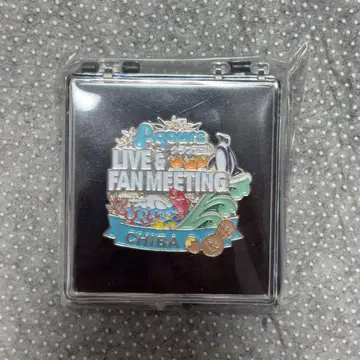 Aqours
LIVE &
FAN MEETING
CHIBA